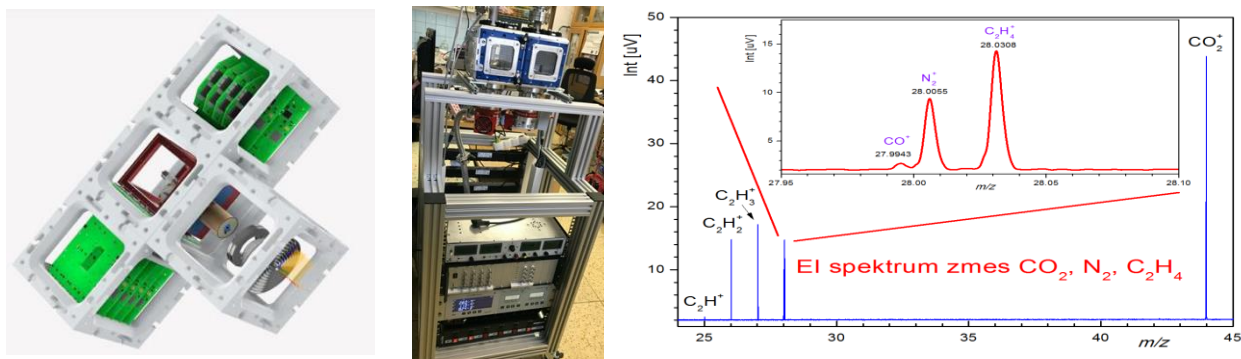 50
40
30
20
10
Int [uV]
15
10
5
Int [uV]
C₂H₄⁺
28.0308
N₂⁺
28.0055
CO⁺
27.9943
27.95
28.00
28.05
28.10
m/z
CO₂⁺
C₂H₃⁺
C₂H₂⁺
C₂H⁺
EI spektrum zmes CO₂, N₂, C₂H₄
25
30
35
40
45
m/z